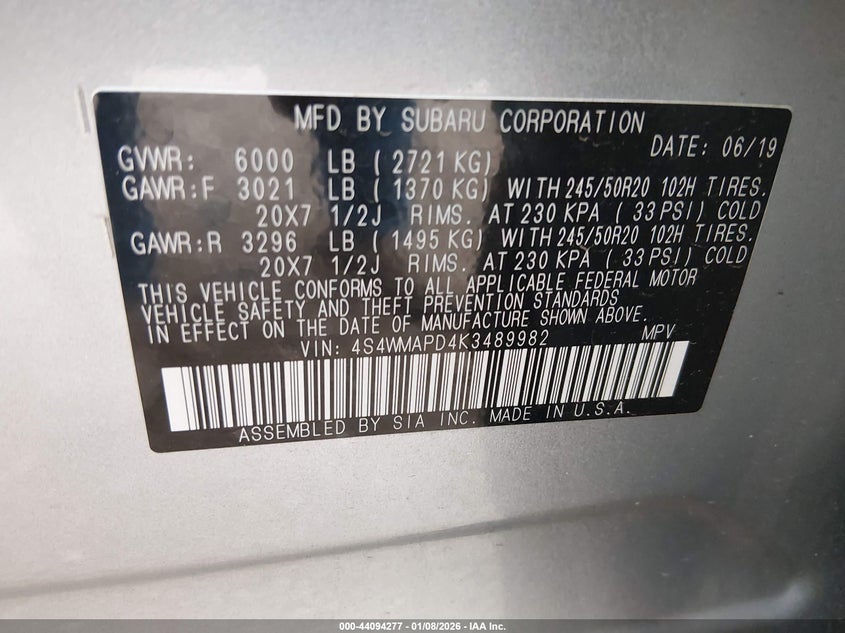 MFD BY SUBARU CORPORATION
DATE: 06/19
GVWR: 6000 LB ( 2721 KG)
GAWR: F 3021 LB ( 1370 KG) WITH 245/50R20 102H TIRES.
20X7 1/2J RIMS. AT 230 KPA ( 33 PSI) COLD
GAWR: R 3296 LB ( 1495 KG) WITH 245/50R20 102H TIRES.
20X7 1/2J RIMS. AT 230 KPA ( 33 PSI) COLD
THIS VEHICLE CONFORMS TO ALL APPLICABLE FEDERAL MOTOR
VEHICLE SAFETY AND THEFT PREVENTION STANDARDS
IN EFFECT ON THE DATE OF MANUFACTURE SHOWN ABOVE.
VIN: 4S4WMAPD4K3489982 MPV
ASSEMBLED BY SIA INC. MADE IN U.S.A.
000-44094277 - 01/08/2026 - IAA Inc.